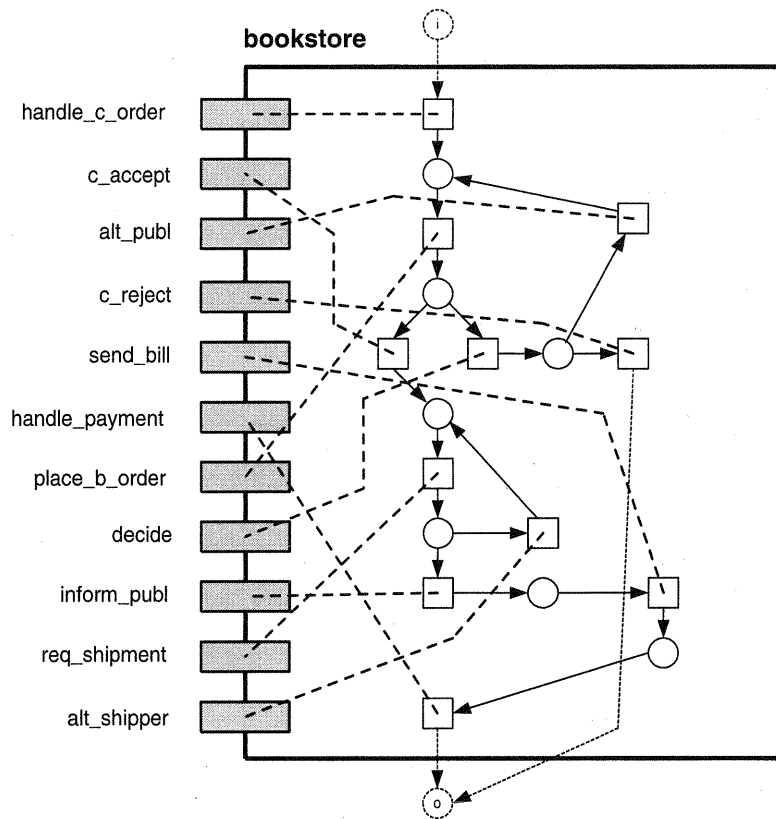 i
bookstore
handle_c_order
c_accept
alt_publ
c_reject
send_bill
handle_payment
place_b_order
decide
inform_publ
req_shipment
alt_shipper
o